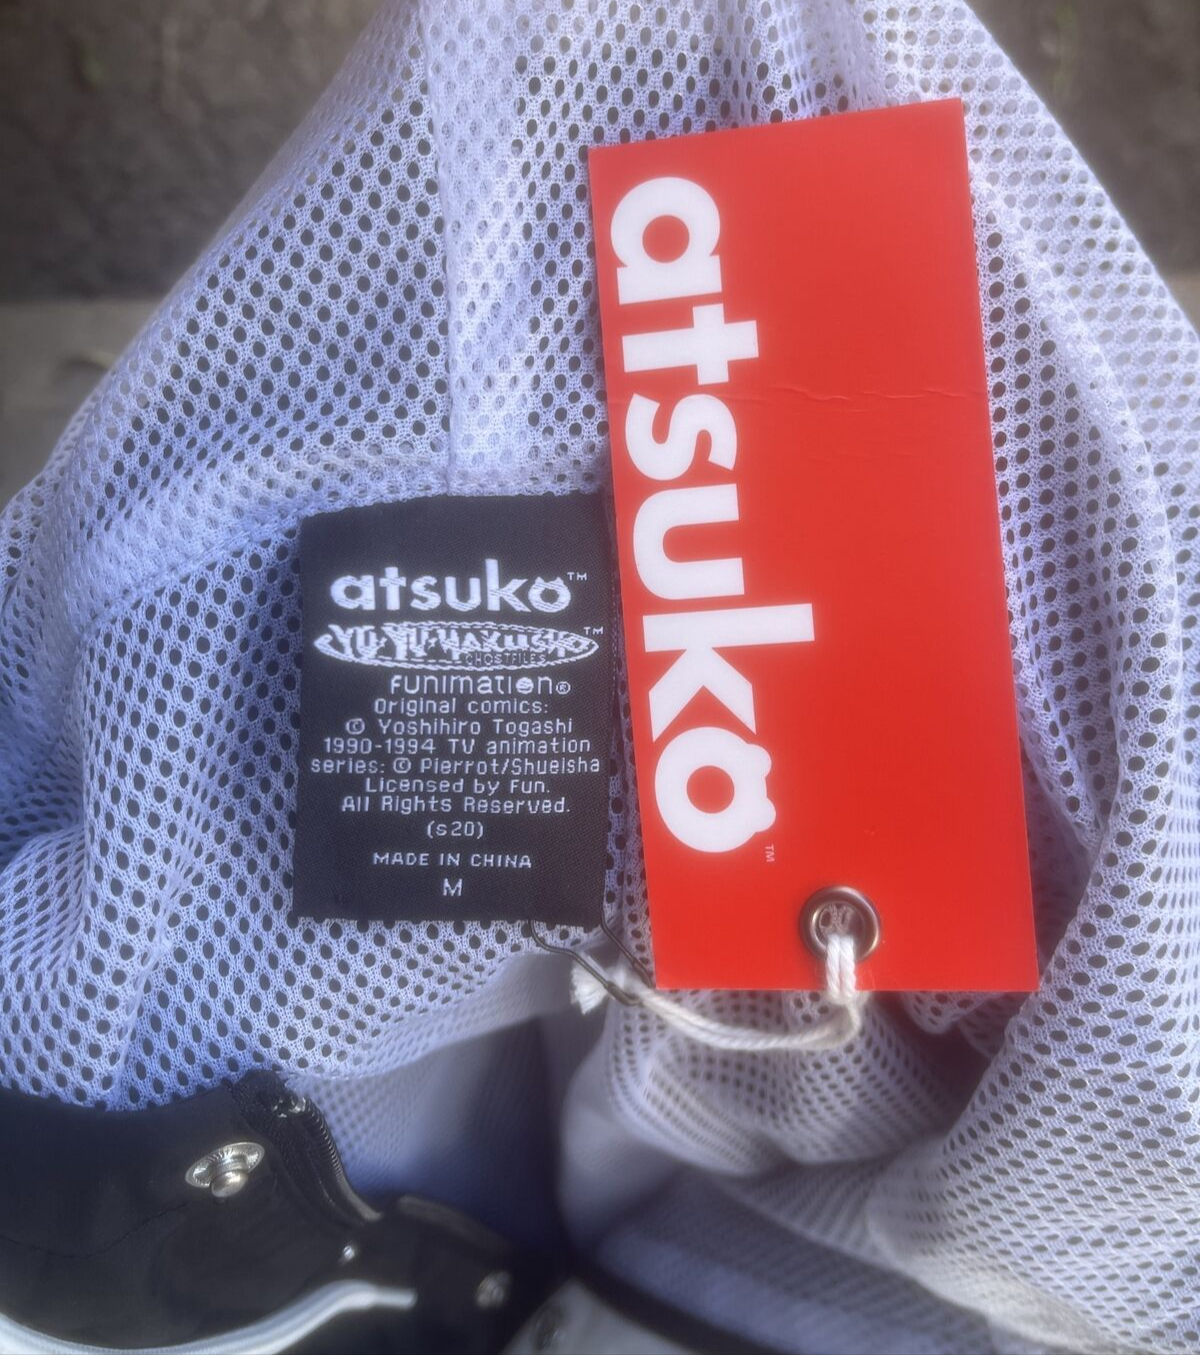 atsuko™
YU YU HAKUSHO™
GHOSTFILES
FUNIMATION®
Original comics:
© Yoshihiro Togashi
1990-1994 TV animation
series: © Pierrot/Shueisha
Licensed by Fun.
All Rights Reserved.
(s20)
MADE IN CHINA
M
atsuko™